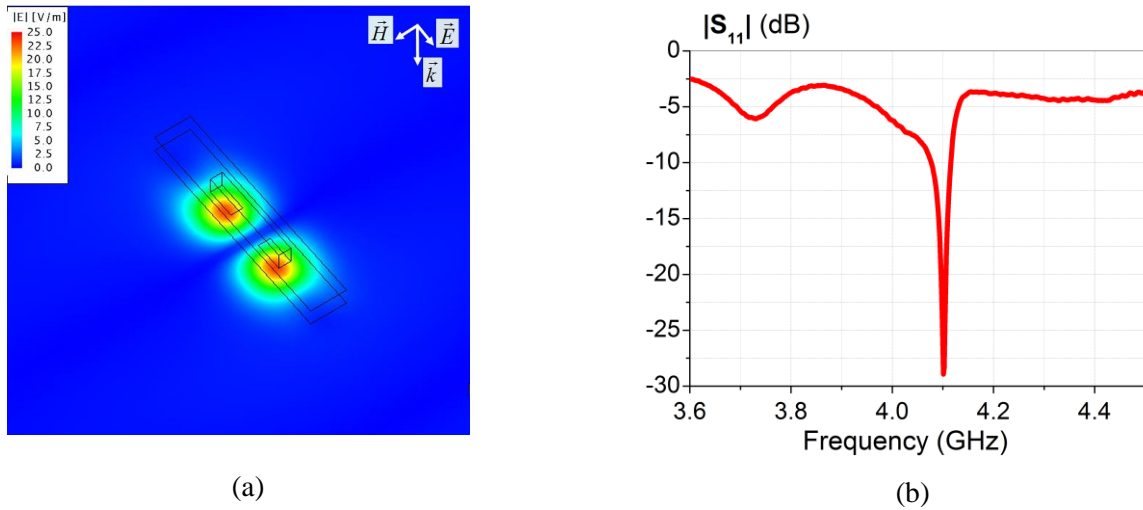 |E| [V/m]
25.0
22.5
20.0
17.5
15.0
12.5
10.0
7.5
5.0
2.5
0.0
H⃗ E⃗
k⃗
(a)
|S₁₁| (dB)
0
-5
-10
-15
-20
-25
-30
3.6 3.8 4.0 4.2 4.4
Frequency (GHz)
(b)